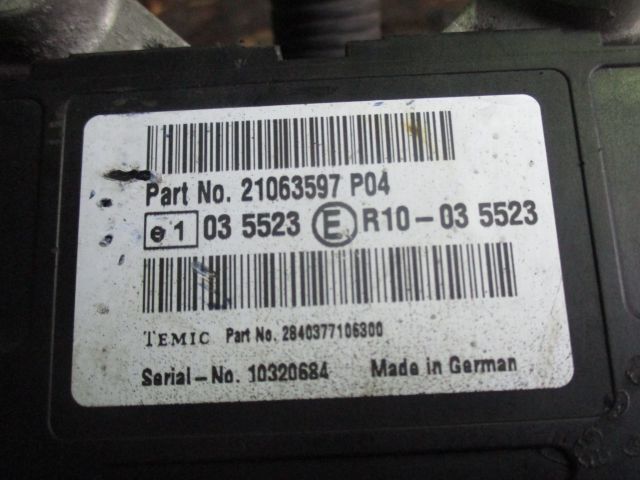 Part No. 21063597 P04
e1 03 5523 E R10-03 5523
TEMIC Part No. 2840377106300
Serial-No. 10320684 Made in German